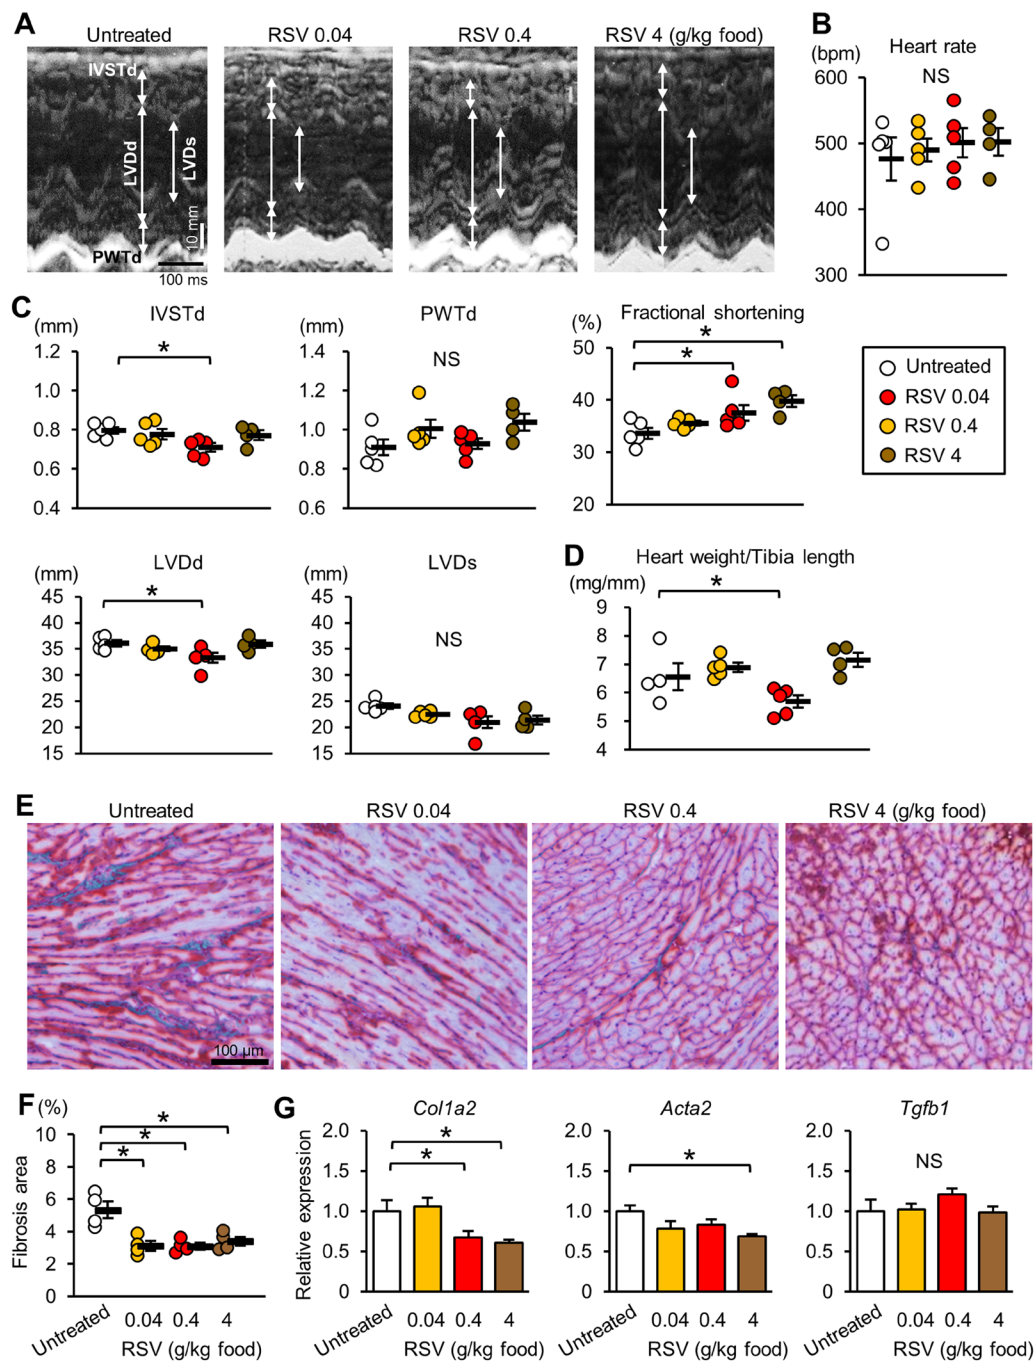 A
Untreated
RSV 0.04
RSV 0.4
RSV 4 (g/kg food)
IVSTd
LVDd
LVDs
PWTd
10 mm
100 ms
B
(bpm)
Heart rate
NS
600
500
400
300
C
(mm)
IVSTd
*
1.2
1.0
0.8
0.6
0.4
(mm)
PWTd
NS
1.4
1.2
1.0
0.8
0.6
(%)
Fractional shortening
*
*
50
40
30
20
Untreated
RSV 0.04
RSV 0.4
RSV 4
(mm)
LVDd
*
45
40
35
30
25
20
15
(mm)
LVDs
NS
45
40
35
30
25
20
15
D
Heart weight/Tibia length
(mg/mm)
*
9
8
7
6
5
4
E
Untreated
RSV 0.04
RSV 0.4
RSV 4 (g/kg food)
100 μm
F
(%)
Fibrosis area
*
*
*
10
8
6
4
2
0
Untreated
0.04
0.4
4
RSV (g/kg food)
G
Relative expression
Col1a2
*
*
2.0
1.5
1.0
0.5
0
Untreated
0.04
0.4
4
RSV (g/kg food)
Acta2
*
2.0
1.5
1.0
0.5
0
Untreated
0.04
0.4
4
RSV (g/kg food)
Tgfb1
NS
2.0
1.5
1.0
0.5
0
Untreated
0.04
0.4
4
RSV (g/kg food)